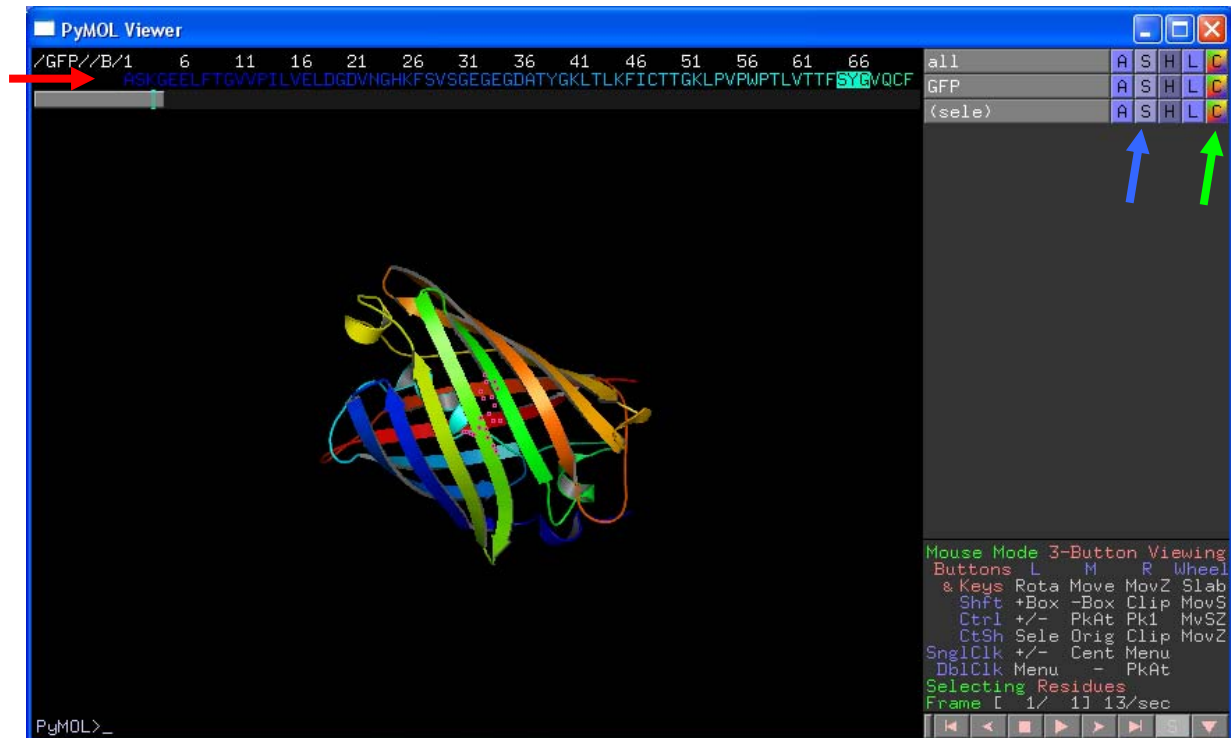 PyMOL Viewer
/GFP//B/1 6 11 16 21 26 31 36 41 46 51 56 61 66
ASKGEELFTGVVPILVELDGDVNGHKFSVSGEGEGDATYGKLTLKFICTTGKLPVPWPTLVTTFSYGVQCF
all A S H L C
GFP A S H L C
(sele) A S H L C
Mouse Mode 3-Button Viewing
Buttons L M R Wheel
& Keys Rota Move MovZ Slab
Shft +Box -Box Clip MovS
Ctrl +/- PkAt Pk1 MvSZ
CtSh Sele Orig Clip MovZ
SnglClk +/- Cent Menu
DblClk Menu - PkAt
Selecting Residues
Frame [ 1/ 1] 13/sec
PyMOL>_
S